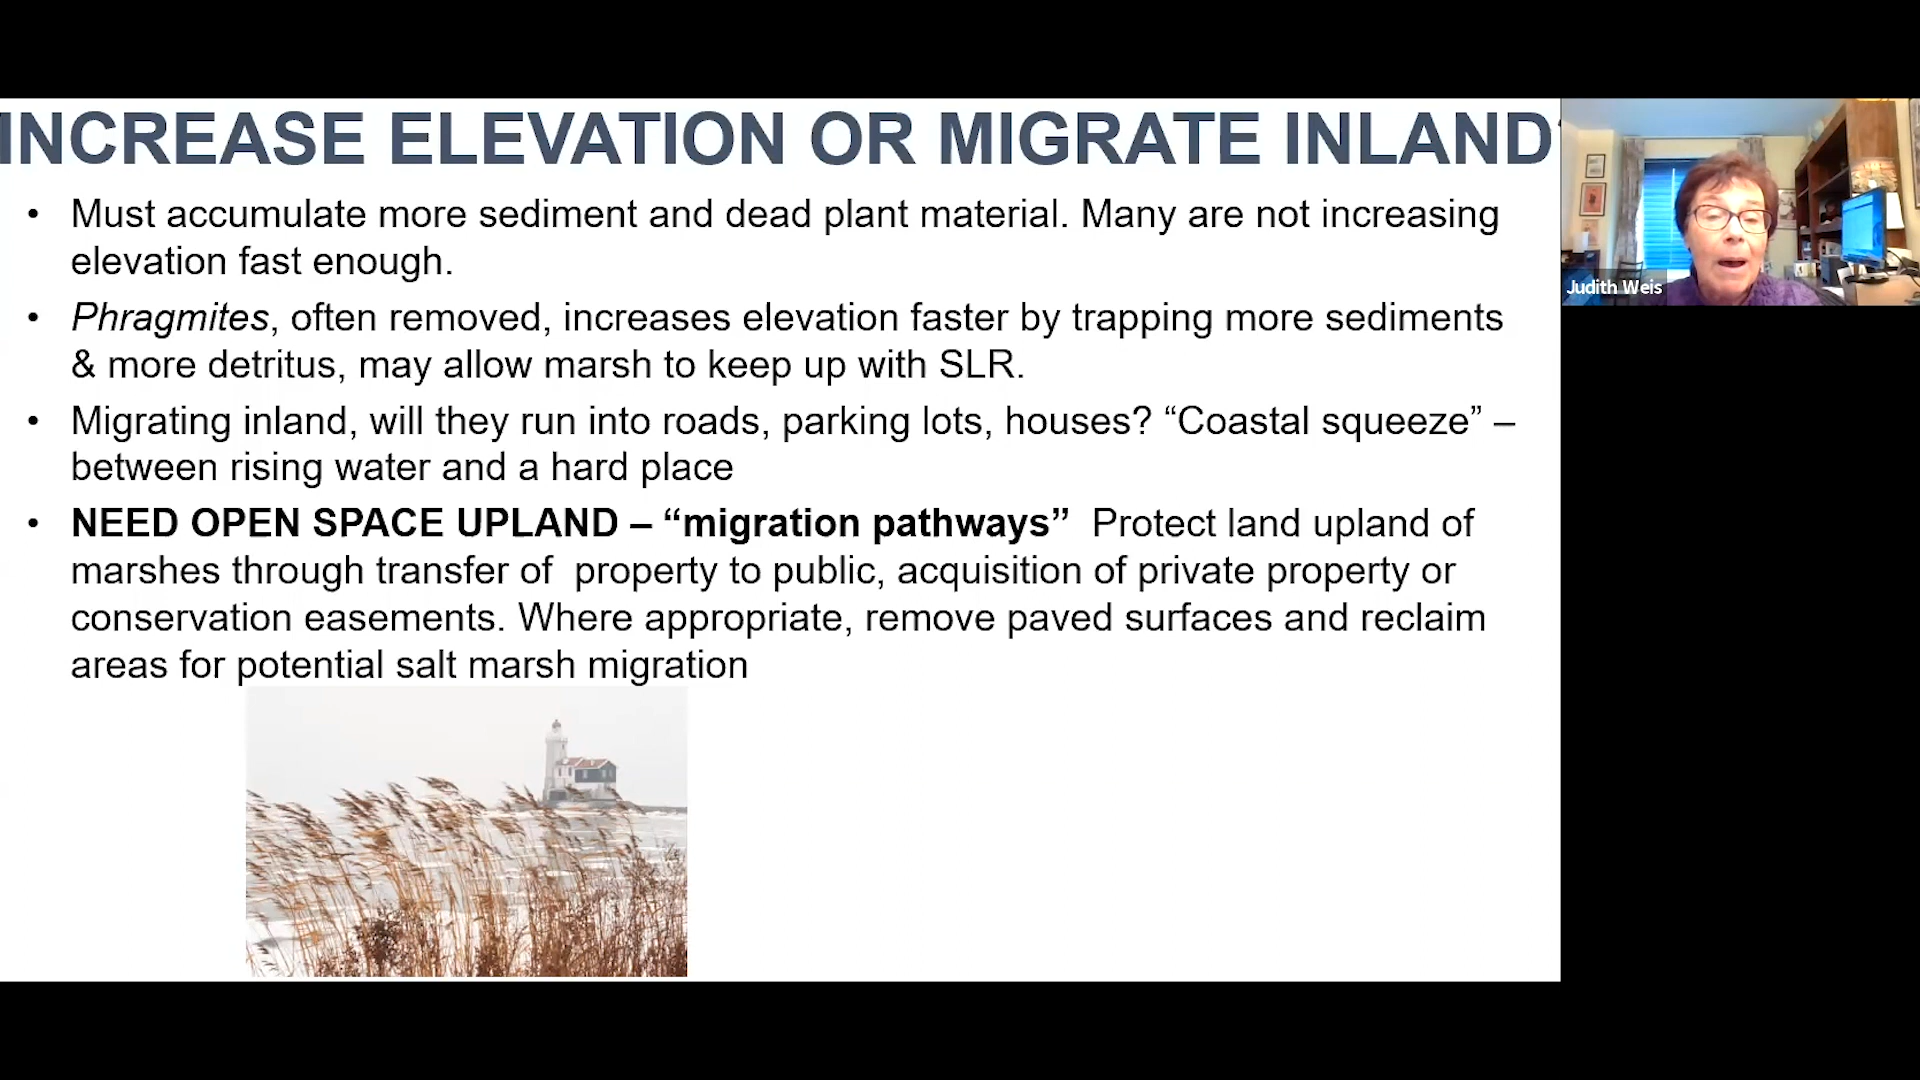 INCREASE ELEVATION OR MIGRATE INLAND
• Must accumulate more sediment and dead plant material. Many are not increasing
elevation fast enough.
• Phragmites, often removed, increases elevation faster by trapping more sediments
& more detritus, may allow marsh to keep up with SLR.
• Migrating inland, will they run into roads, parking lots, houses? “Coastal squeeze” –
between rising water and a hard place
• NEED OPEN SPACE UPLAND – “migration pathways” Protect land upland of
marshes through transfer of property to public, acquisition of private property or
conservation easements. Where appropriate, remove paved surfaces and reclaim
areas for potential salt marsh migration
Judith Weis